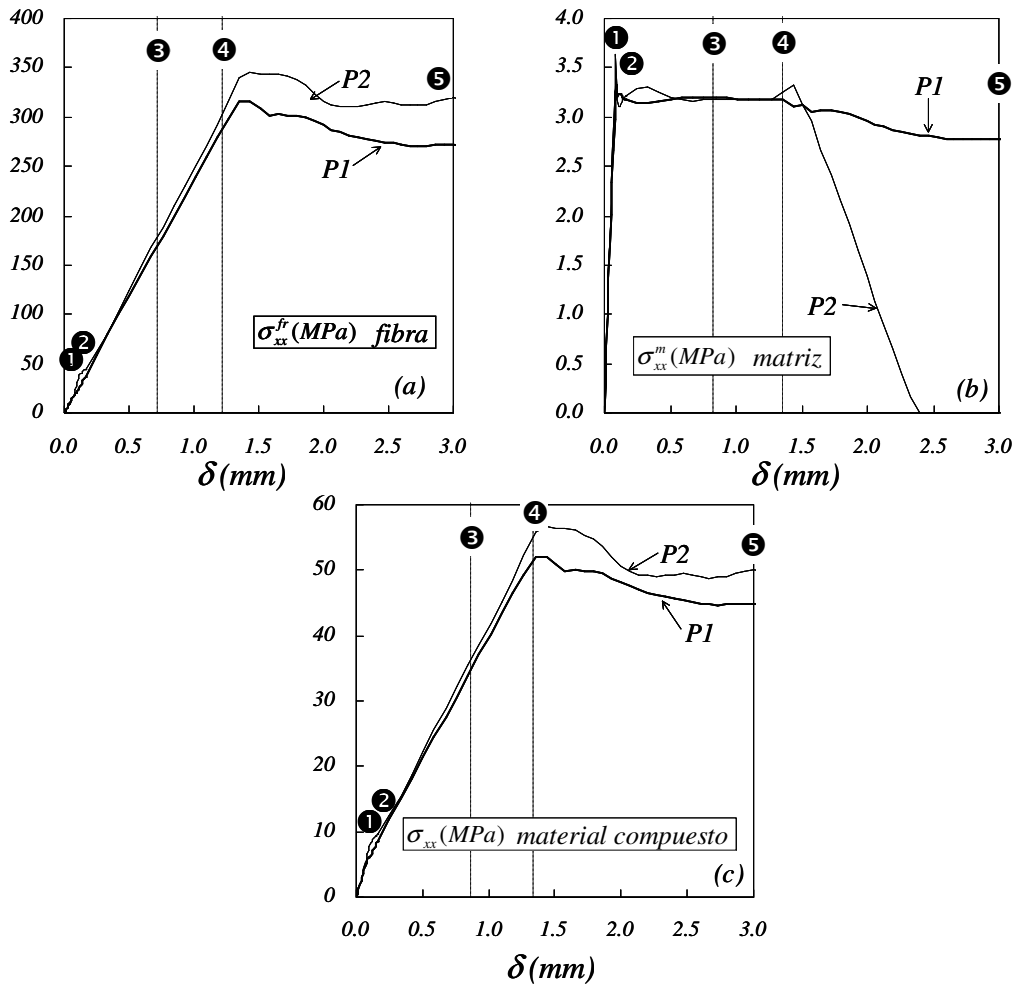 400
350
300
250
200
150
100
50
0
❸
❹
❺
P2
P1
❷
❶
σ_xx^fr (MPa) fibra
(a)
0.0 0.5 1.0 1.5 2.0 2.5 3.0
δ(mm)
4.0
3.5
3.0
2.5
2.0
1.5
1.0
0.5
0.0
❶
❷
❸
❹
❺
P1
P2
σ_xx^m (MPa) matriz
(b)
0.0 0.5 1.0 1.5 2.0 2.5 3.0
δ(mm)
60
50
40
30
20
10
0
❹
❸
❺
P2
P1
❷
❶
σ_xx (MPa) material compuesto
(c)
0.0 0.5 1.0 1.5 2.0 2.5 3.0
δ(mm)